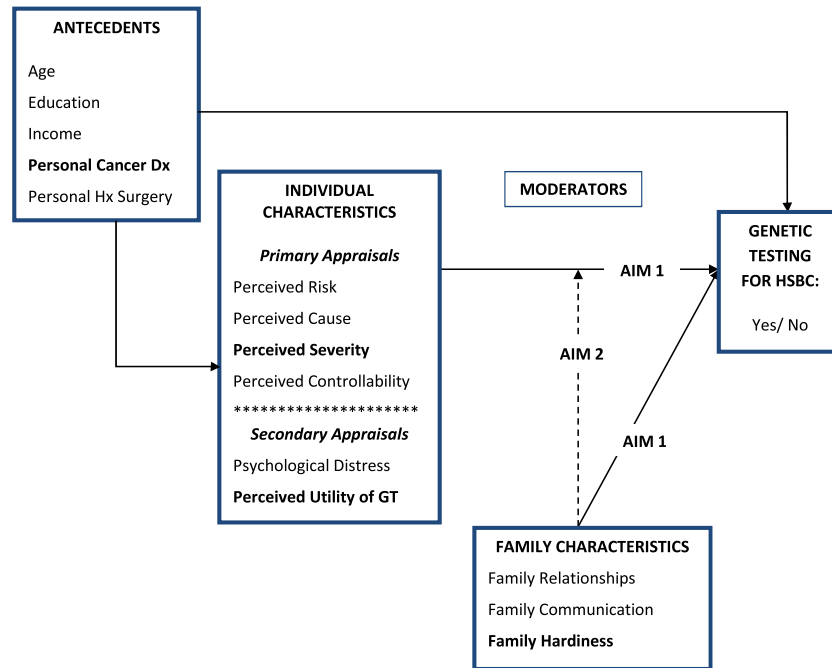 ANTECEDENTS
Age
Education
Income
Personal Cancer Dx
Personal Hx Surgery
INDIVIDUAL
CHARACTERISTICS
Primary Appraisals
Perceived Risk
Perceived Cause
Perceived Severity
Perceived Controllability
*********************
Secondary Appraisals
Psychological Distress
Perceived Utility of GT
MODERATORS
AIM 1
AIM 2
AIM 1
GENETIC
TESTING
FOR HSBC:
Yes/ No
FAMILY CHARACTERISTICS
Family Relationships
Family Communication
Family Hardiness